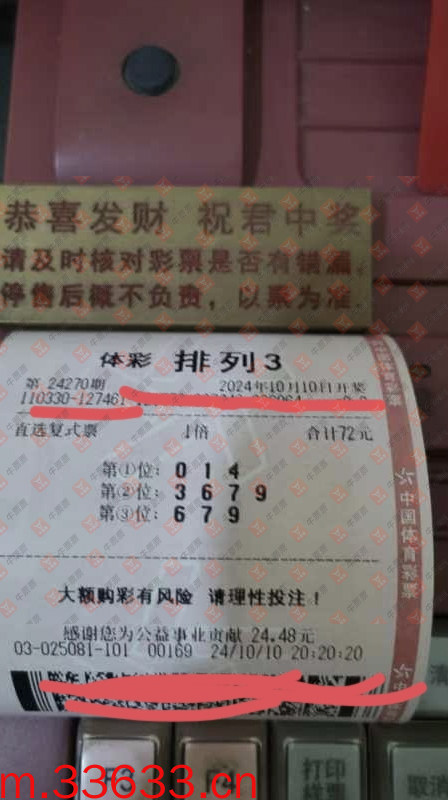 恭喜发财 祝君中奖
请及时核对彩票是否有错漏，
停售后概不负责，以票为准.
体彩 排列3
第 24270期 2024年10月10日开奖
110330-127461
直选复式票 1倍 合计72元
第①位: 0 1 4
第②位: 3 6 7 9
第③位: 6 7 9
大额购彩有风险 请理性投注！
感谢您为公益事业贡献 24.48元
03-025081-101 00169 24/10/10 20:20:20
中国体育彩票
打印
取消
m.33633.cn